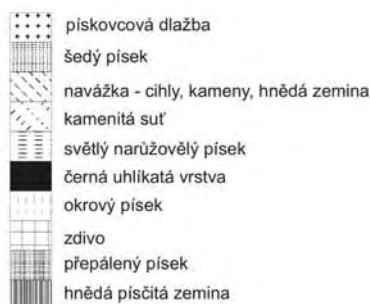 pískovcová dlažba
šedý písek
navážka - cihly, kameny, hnědá zemina
kamenitá suť
světlý narůžovělý písek
černá uhlíkatá vrstva
okrový písek
zdivo
přepálený písek
hnědá písčitá zemina